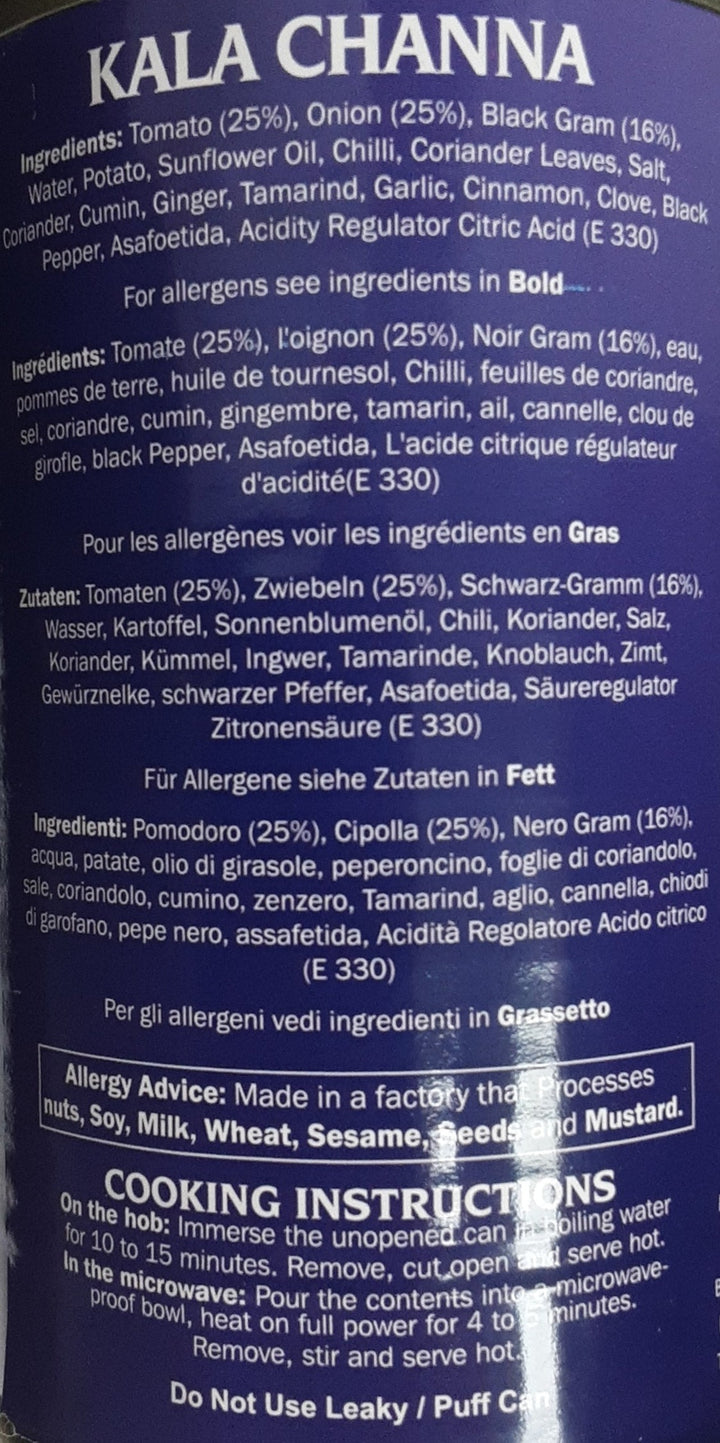 KALA CHANNA
Ingredients: Tomato (25%), Onion (25%), Black Gram (16%),
Water, Potato, Sunflower Oil, Chilli, Coriander Leaves, Salt,
Coriander, Cumin, Ginger, Tamarind, Garlic, Cinnamon, Clove, Black
Pepper, Asafoetida, Acidity Regulator Citric Acid (E 330)
For allergens see ingredients in Bold
Ingrédients: Tomate (25%), l'oignon (25%), Noir Gram (16%), eau,
pommes de terre, huile de tournesol, Chilli, feuilles de coriandre,
sel, coriandre, cumin, gingembre, tamarin, ail, cannelle, clou de
girofle, black Pepper, Asafoetida, L'acide citrique régulateur
d'acidité(E 330)
Pour les allergènes voir les ingrédients en Gras
Zutaten: Tomaten (25%), Zwiebeln (25%), Schwarz-Gramm (16%),
Wasser, Kartoffel, Sonnenblumenöl, Chili, Koriander, Salz,
Koriander, Kümmel, Ingwer, Tamarinde, Knoblauch, Zimt,
Gewürznelke, schwarzer Pfeffer, Asafoetida, Säureregulator
Zitronensäure (E 330)
Für Allergene siehe Zutaten in Fett
Ingredienti: Pomodoro (25%), Cipolla (25%), Nero Gram (16%),
acqua, patate, olio di girasole, peperoncino, foglie di coriandolo,
sale, coriandolo, cumino, zenzero, Tamarind, aglio, cannella, chiodi
di garofano, pepe nero, assafetida, Acidità Regolatore Acido citrico
(E 330)
Per gli allergeni vedi ingredienti in Grassetto
Allergy Advice: Made in a factory that Processes
nuts, Soy, Milk, Wheat, Sesame, Seeds and Mustard.
COOKING INSTRUCTIONS
On the hob: Immerse the unopened can in boiling water
for 10 to 15 minutes. Remove, cut open and serve hot.
In the microwave: Pour the contents into a microwave-
proof bowl, heat on full power for 4 to minutes.
Remove, stir and serve hot.
Do Not Use Leaky / Puff Can